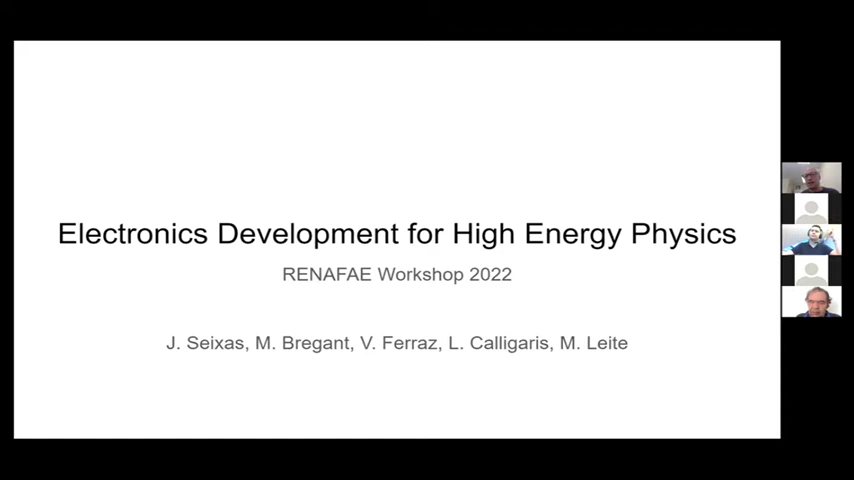 Electronics Development for High Energy Physics
RENAFAE Workshop 2022
J. Seixas, M. Bregant, V. Ferraz, L. Calligaris, M. Leite